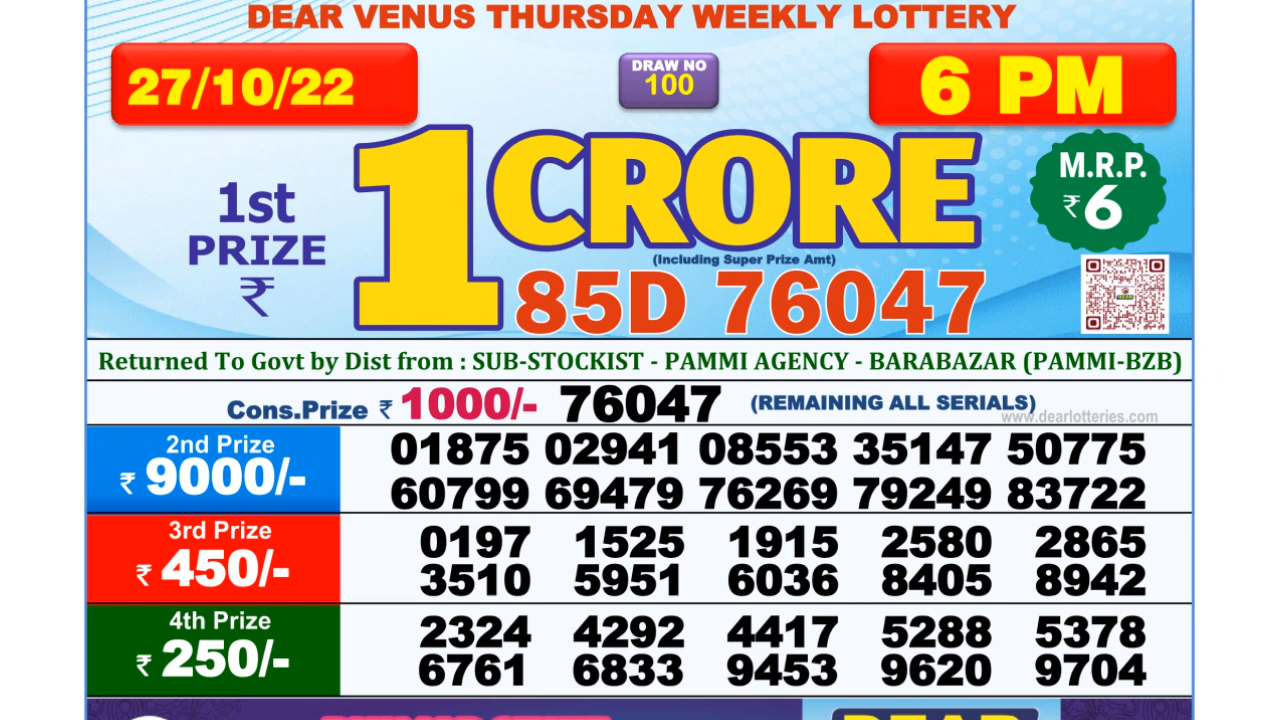 DEAR VENUS THURSDAY WEEKLY LOTTERY
27/10/22
DRAW NO
100
6 PM
1 CRORE
1st
PRIZE
₹
(Including Super Prize Amt)
M.R.P.
₹6
85D 76047
Returned To Govt by Dist from : SUB-STOCKIST - PAMMI AGENCY - BARABAZAR (PAMMI-BZB)
Cons.Prize ₹ 1000/- 76047 (REMAINING ALL SERIALS)
www.dearlotteries.com
2nd Prize
₹ 9000/-
01875 02941 08553 35147 50775
60799 69479 76269 79249 83722
3rd Prize
₹ 450/-
0197 1525 1915 2580 2865
3510 5951 6036 8405 8942
4th Prize
₹ 250/-
2324 4292 4417 5288 5378
6761 6833 9453 9620 9704
DEAR